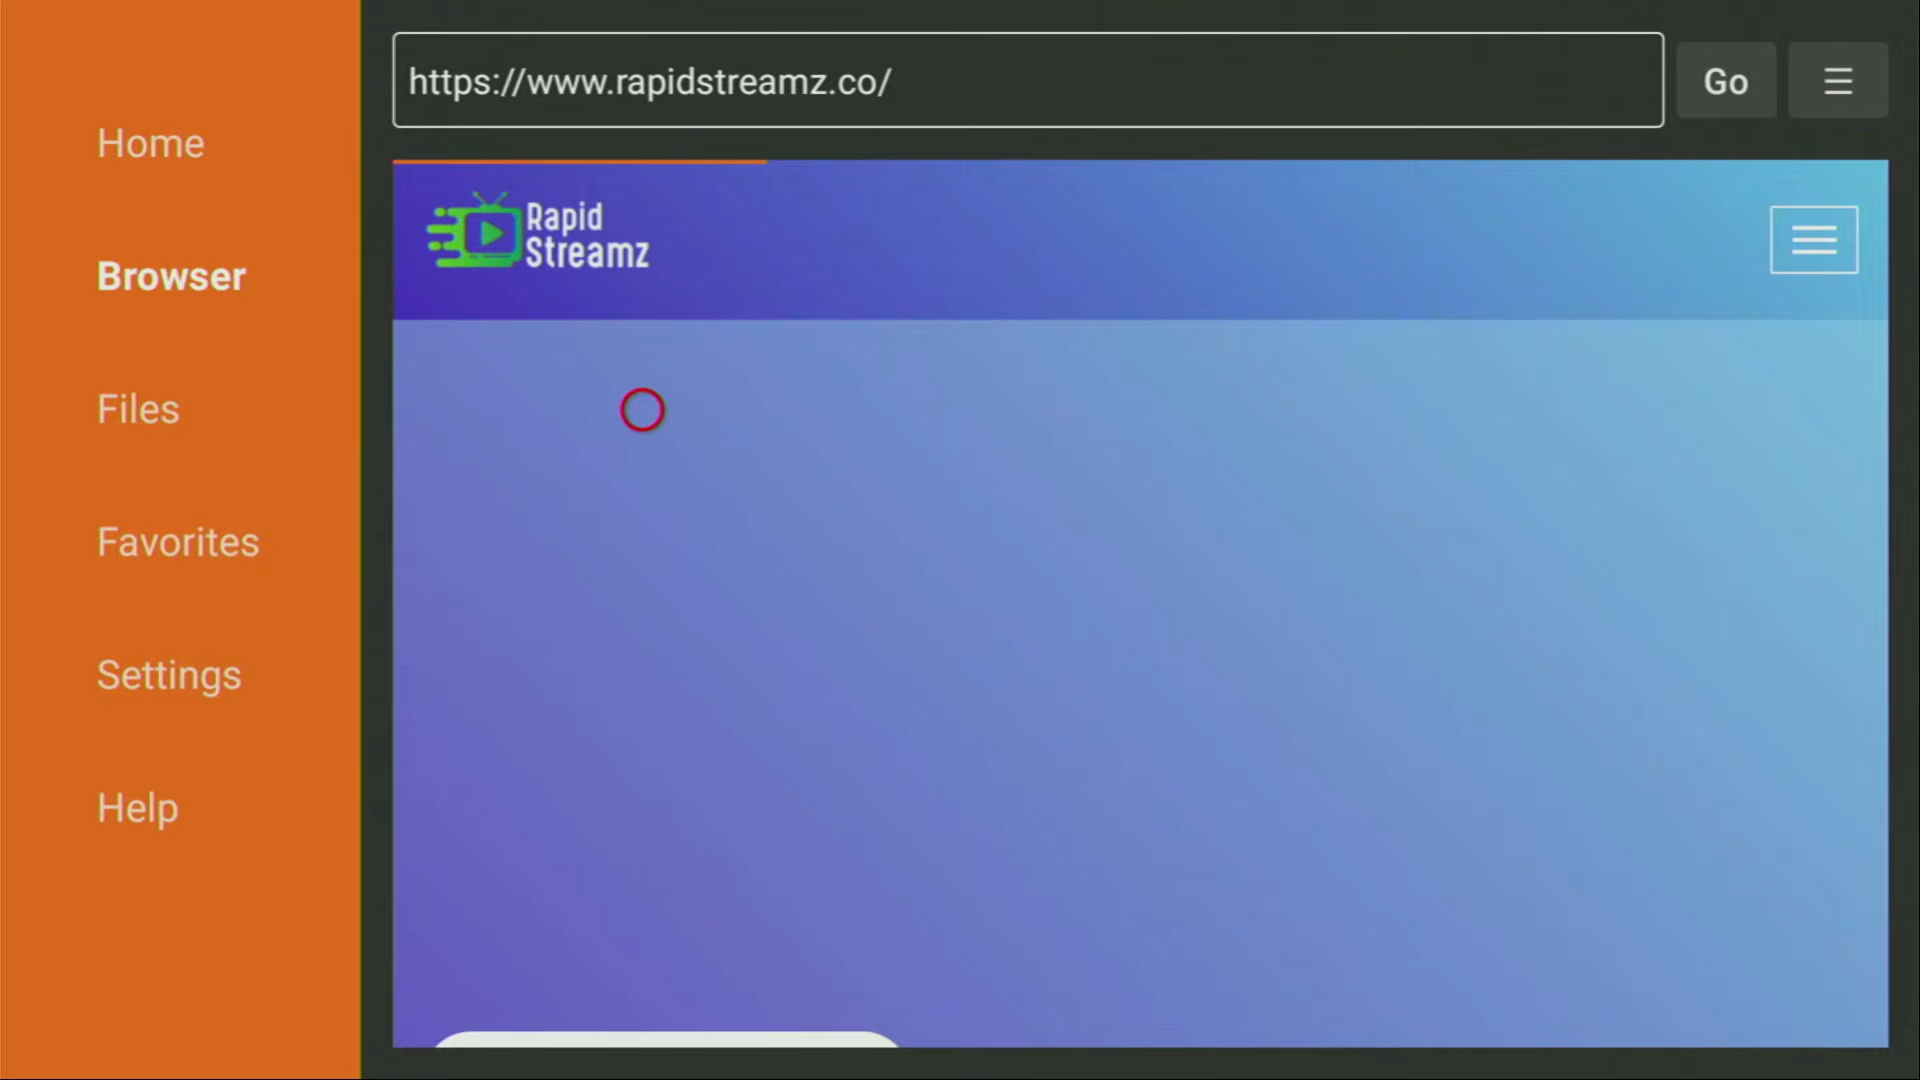 Home
Browser
Files
Favorites
Settings
Help
https://www.rapidstreamz.co/
Go
Rapid
Streamz